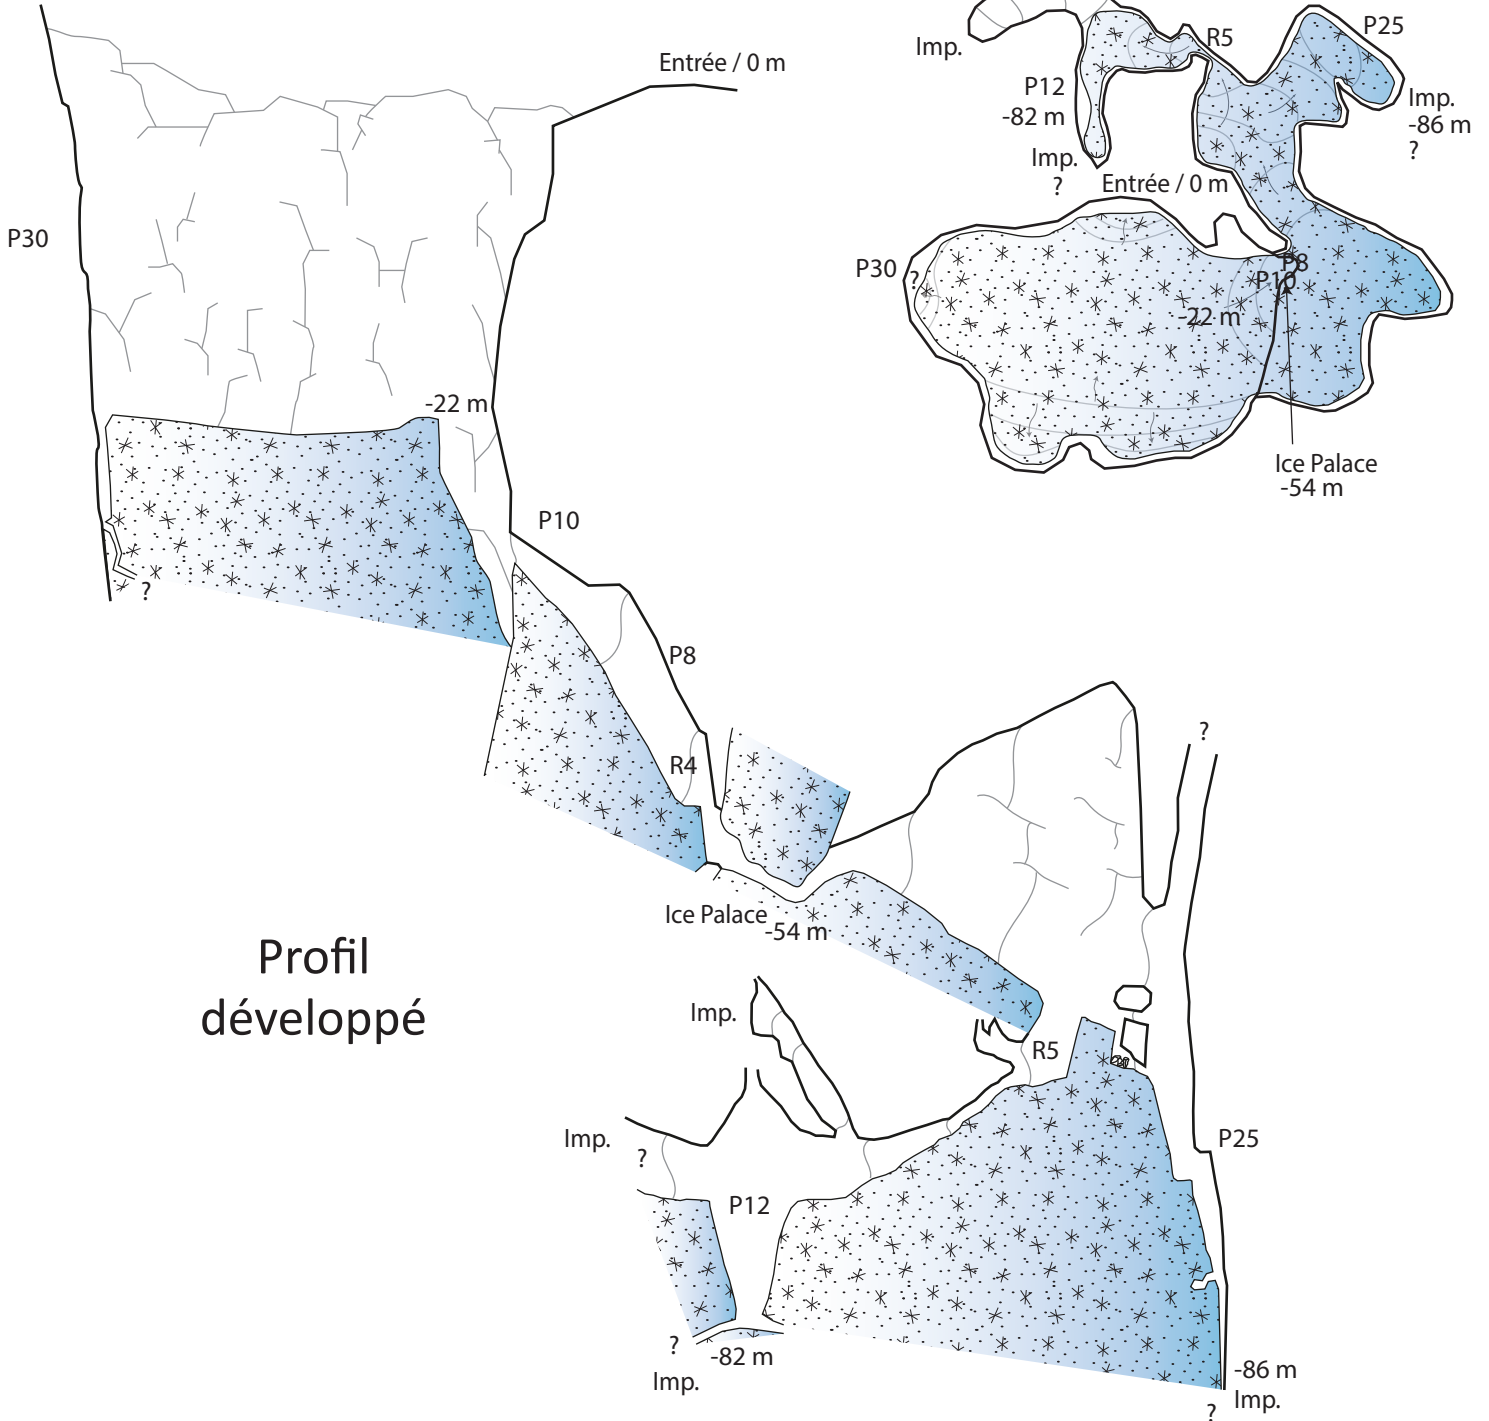 Entrée / 0 m
P30
-22 m
P10
?
P8
R4
Ice Palace
-54 m
?
Profil
développé
Imp.
R5
Imp.
?
P12
P25
?
-82 m
Imp.
-86 m
Imp.
?
Imp.
R5
P25
P12
-82 m
Imp.
-86 m
?
Imp.
?
Entrée / 0 m
P30
?
P8
P10
-22 m
Ice Palace
-54 m